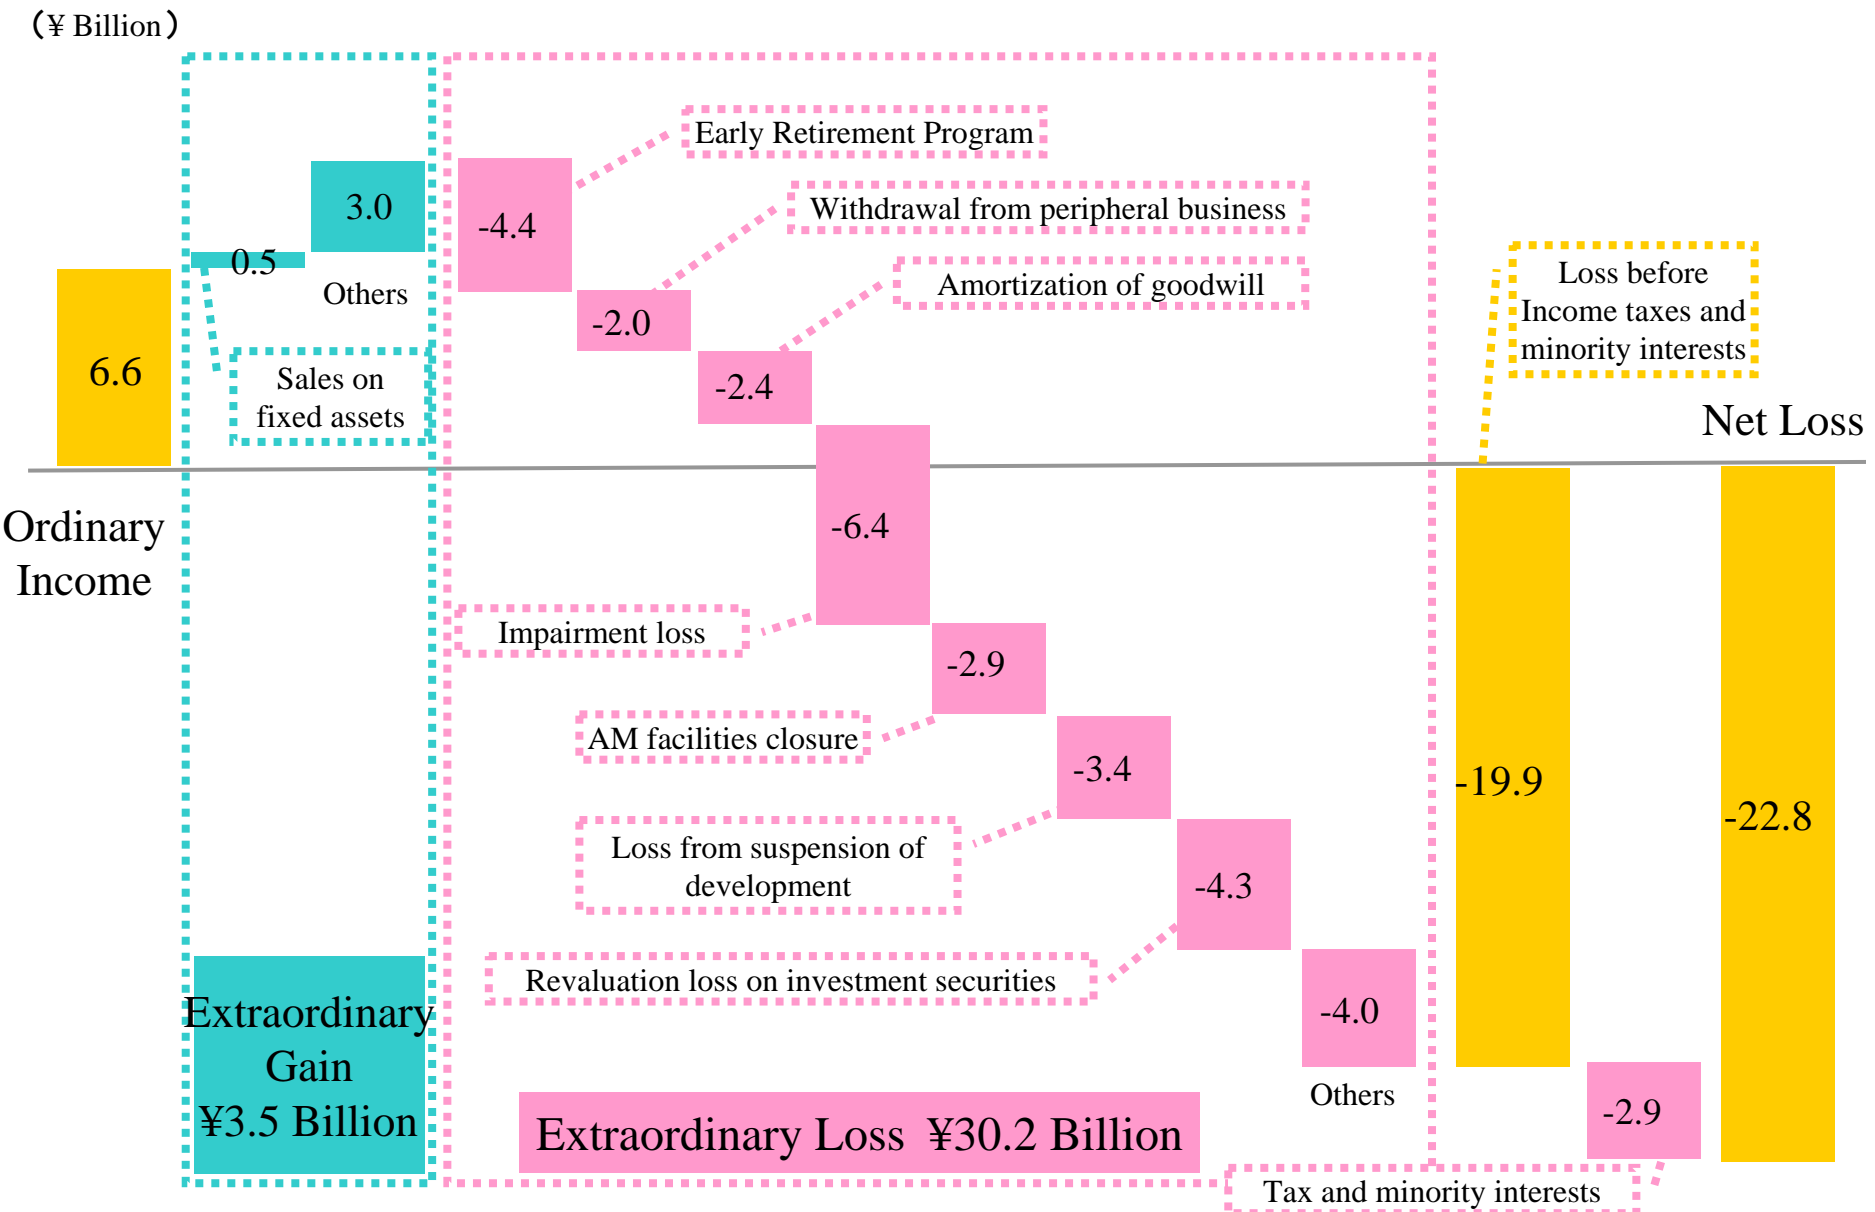 （¥ Billion）
Early Retirement Program
3.0
-4.4
Withdrawal from peripheral business
0.5
Others
-2.0
Amortization of goodwill
Loss before
Income taxes and
minority interests
6.6
Sales on
fixed assets
-2.4
Net Loss
Ordinary
Income
-6.4
Impairment loss
-2.9
AM facilities closure
-3.4
-19.9
-22.8
Loss from suspension of
development
-4.3
Revaluation loss on investment securities
-4.0
Others
Extraordinary
Gain
¥3.5 Billion
Extraordinary Loss ¥30.2 Billion
-2.9
Tax and minority interests